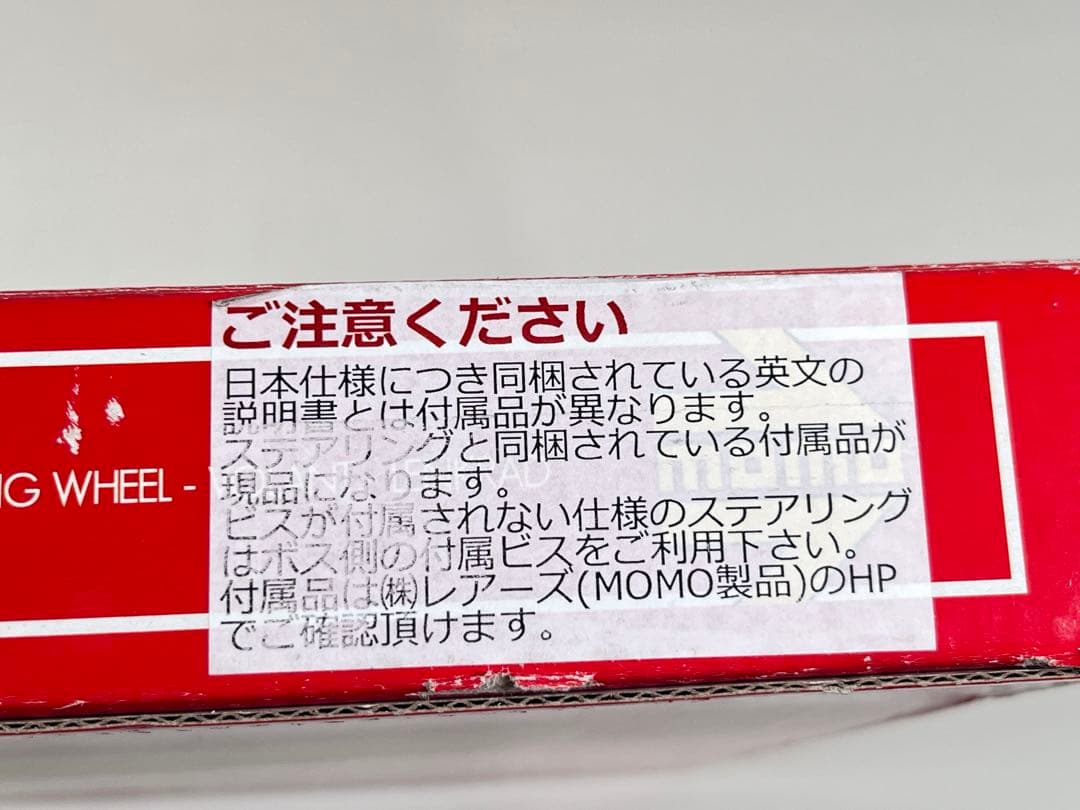 ご注意ください
日本仕様につき同梱されている英文の
説明書とは付属品が異なります。
ステアリングと同梱されている付属品が
現品になります。
ビスが付属されない仕様のステアリング
はボス側の付属ビスをご利用下さい。
付属品は㈱レアーズ(MOMO製品)のHP
でご確認頂けます。
NG WHEEL -
momo